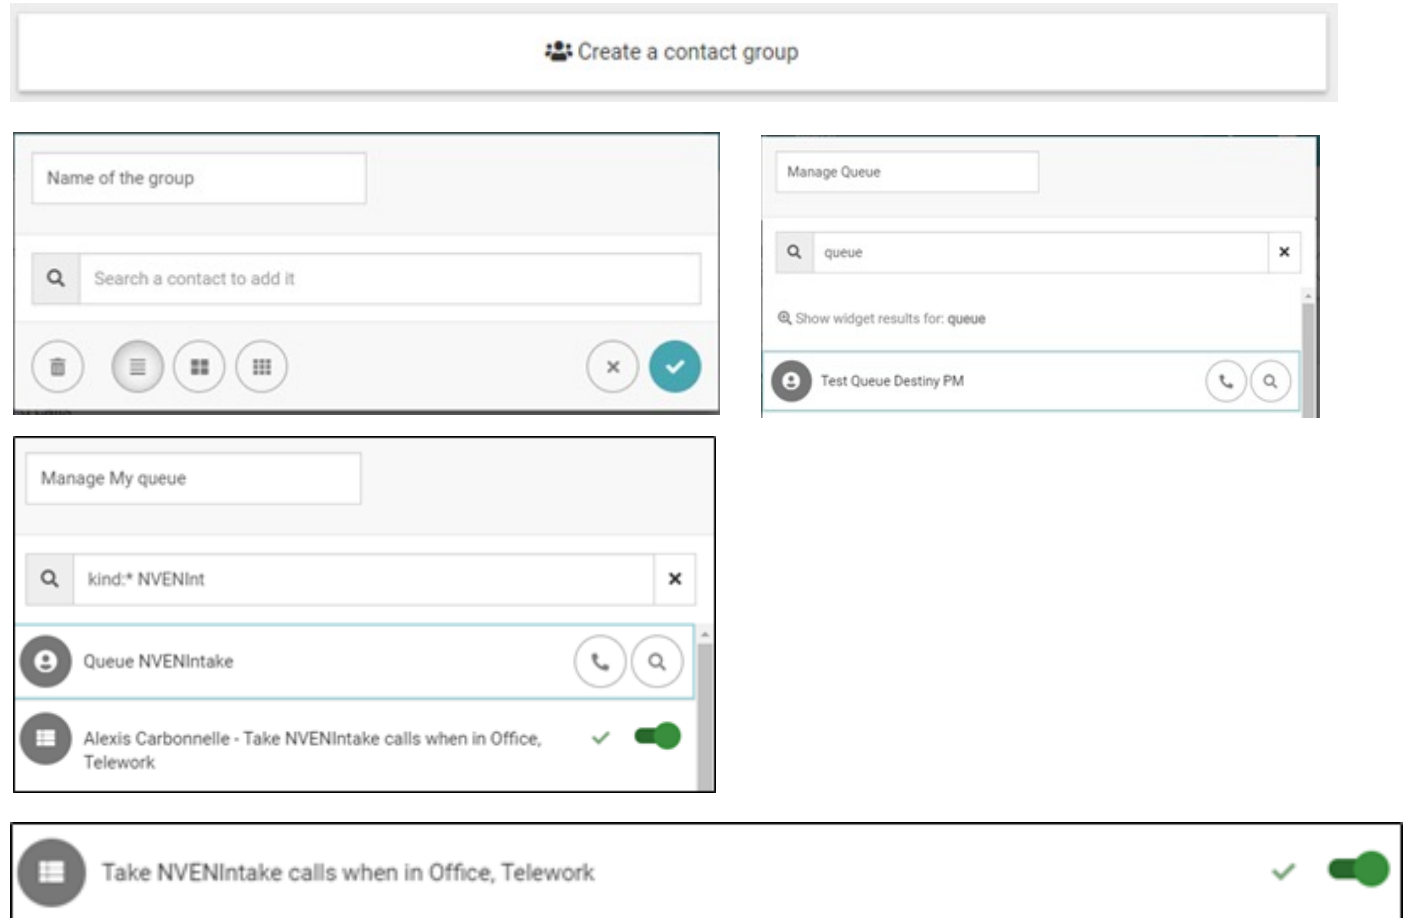 Create a contact group
Name of the group
Search a contact to add it
Manage Queue
queue
Show widget results for: queue
Test Queue Destiny PM
Manage My queue
kind:* NVENInt
Queue NVENIntake
Alexis Carbonnelle - Take NVENIntake calls when in Office,
Telework
Take NVENIntake calls when in Office, Telework